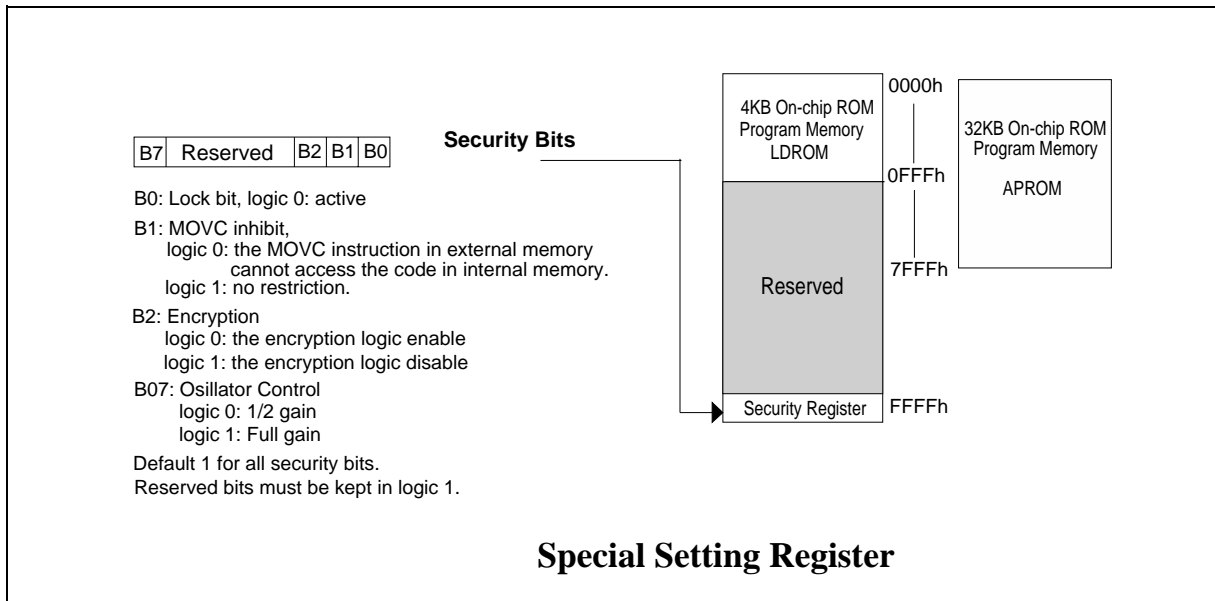 B7 Reserved B2 B1 B0
Security Bits
B0: Lock bit, logic 0: active
B1: MOVC inhibit,
logic 0: the MOVC instruction in external memory
cannot access the code in internal memory.
logic 1: no restriction.
B2: Encryption
logic 0: the encryption logic enable
logic 1: the encryption logic disable
B07: Osillator Control
logic 0: 1/2 gain
logic 1: Full gain
Default 1 for all security bits.
Reserved bits must be kept in logic 1.
4KB On-chip ROM
Program Memory
LDROM
Reserved
Security Register
0000h
0FFFh
7FFFh
FFFFh
32KB On-chip ROM
Program Memory
APROM
Special Setting Register